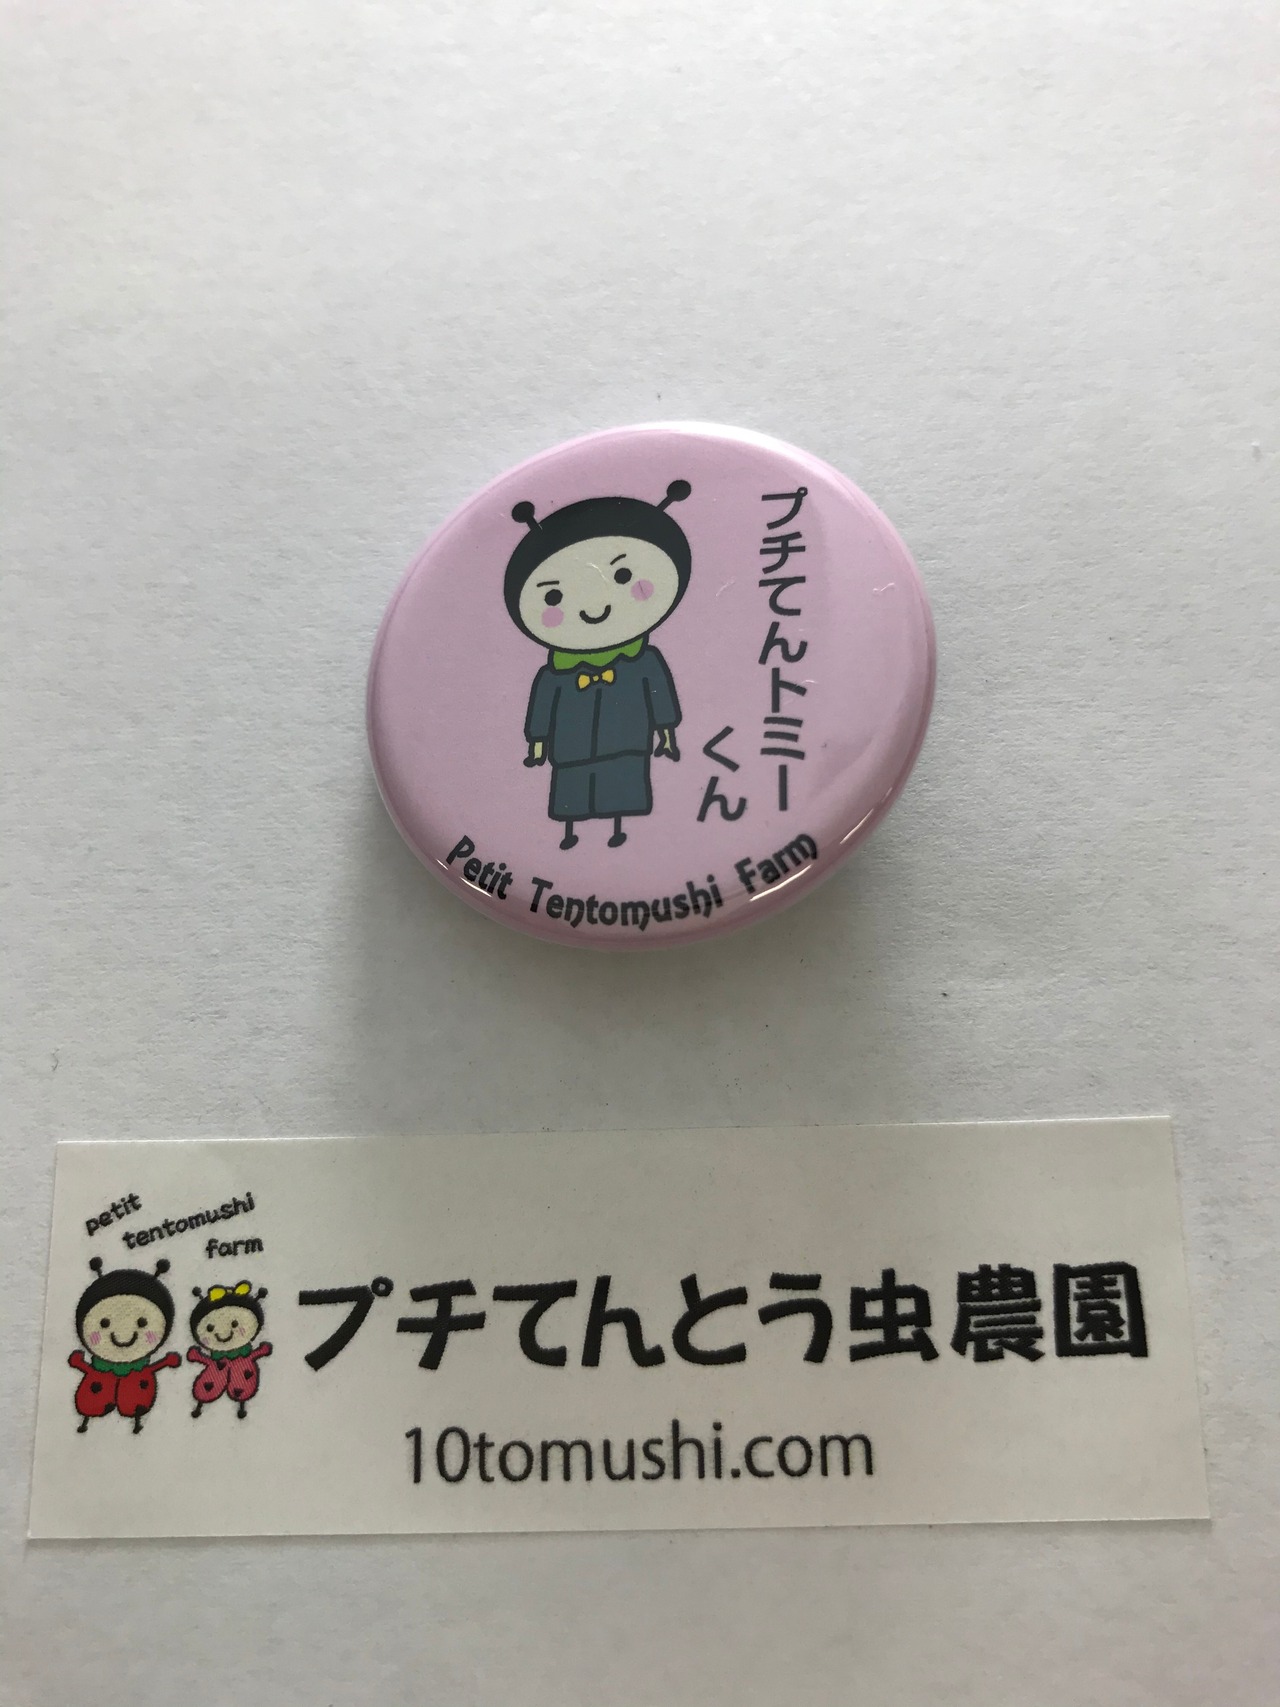 プチてんトミー
くん
Petit Tentomushi Farm
petit
tentomushi
farm
プチてんとう虫農園
10tomushi.com